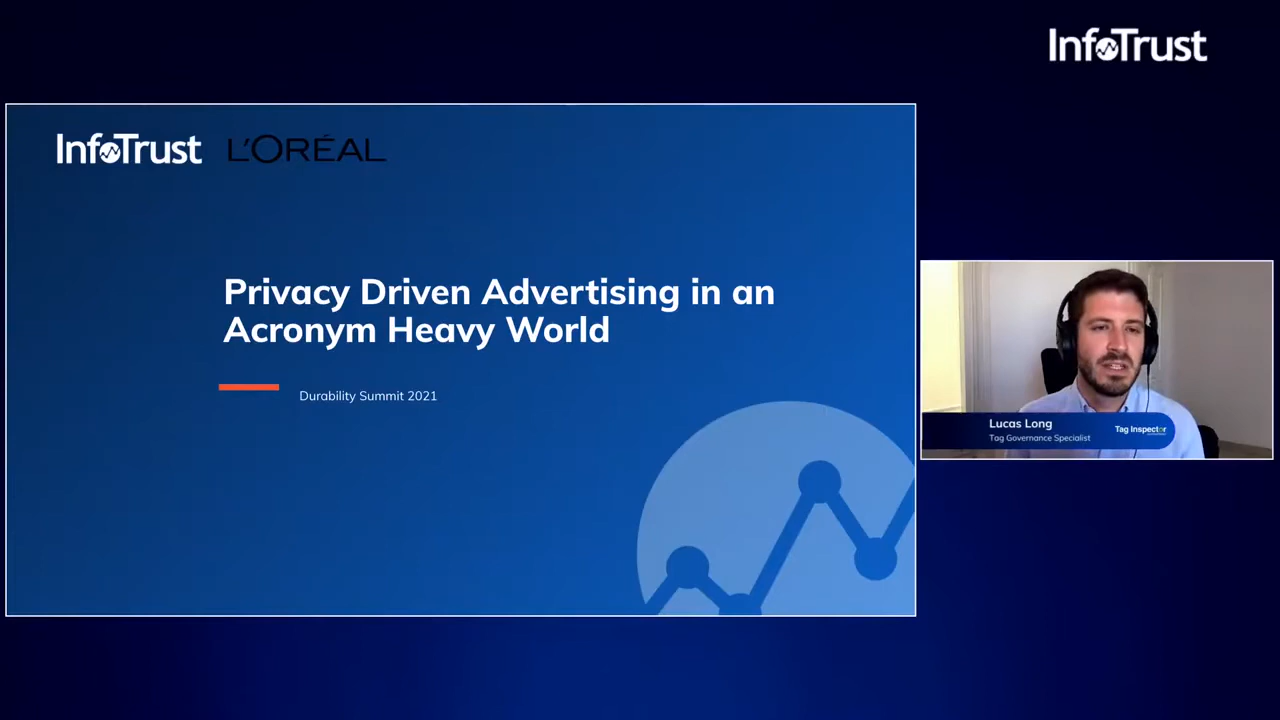 InfoTrust
InfoTrust L'ORÉAL
Privacy Driven Advertising in an
Acronym Heavy World
Durability Summit 2021
Lucas Long
Tag Governance Specialist
Tag Inspector